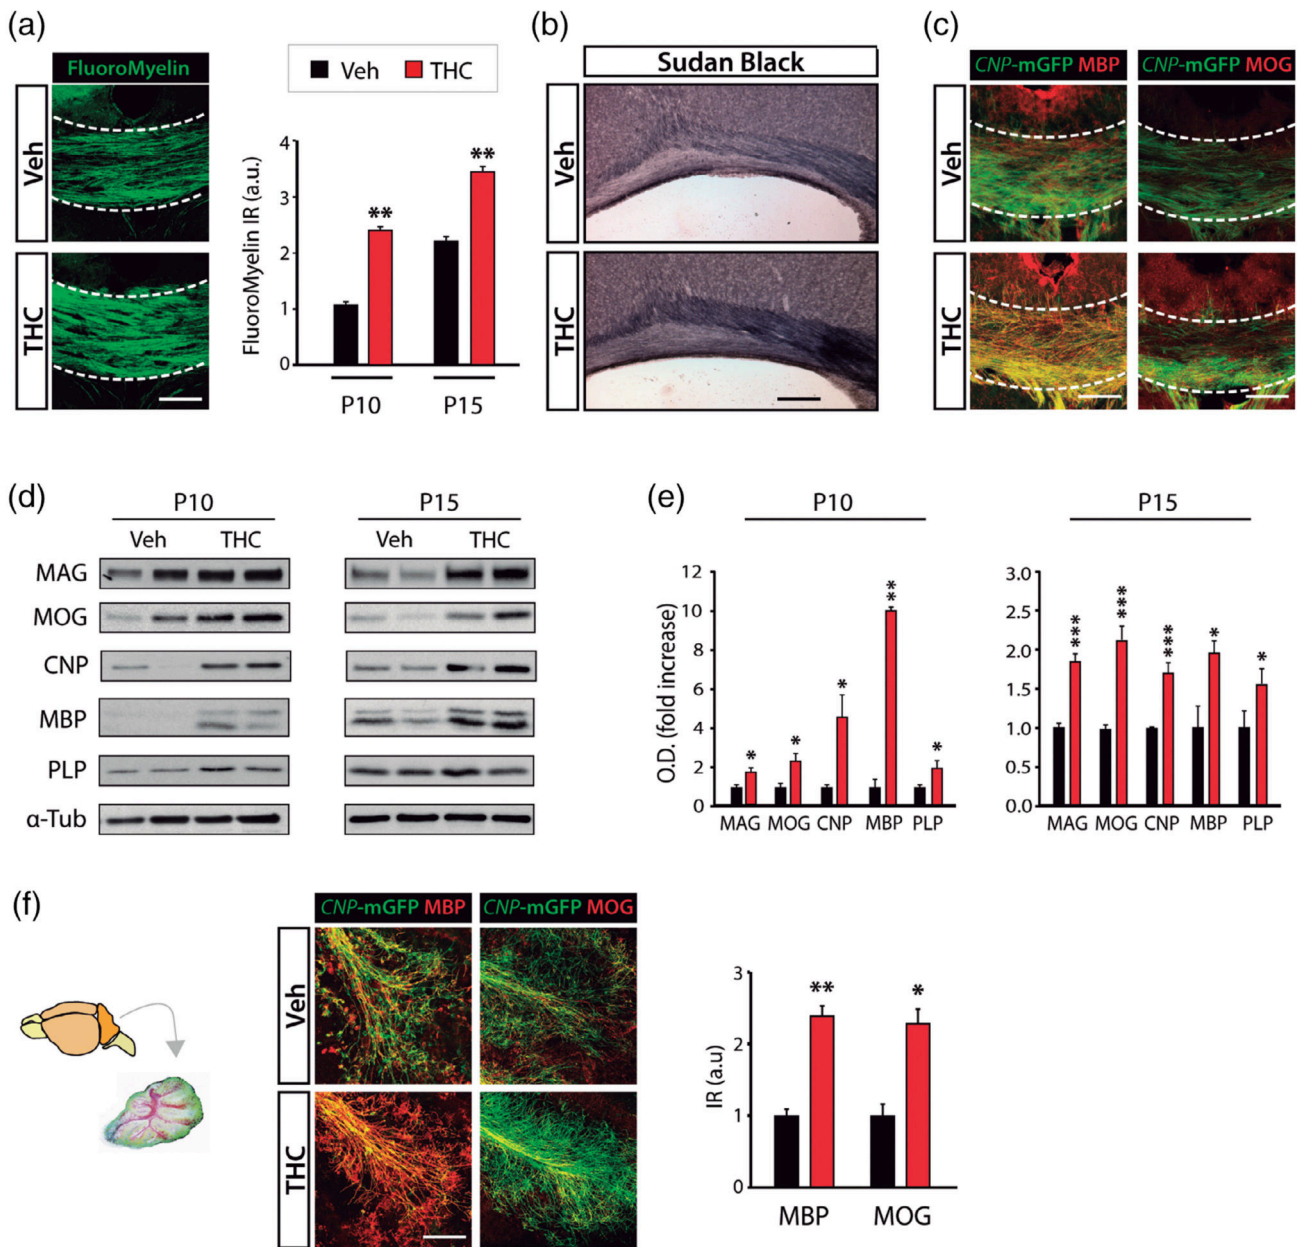 (a)
FluoroMyelin
Veh
THC
Veh THC
FluoroMyelin IR (a.u.)
4
3
2
1
0
** **
P10 P15
(b)
Sudan Black
Veh
THC
(c)
CNP-mGFP MBP CNP-mGFP MOG
Veh
THC
(d)
P10 P15
Veh THC Veh THC
MAG
MOG
CNP
MBP
PLP
α-Tub
(e)
P10 P15
O.D. (fold increase)
12
10
8
6
4
2
0
* * * ** *
MAG MOG CNP MBP PLP
3.0
2.5
2.0
1.5
1.0
0.5
0.0
*** *** *** * *
MAG MOG CNP MBP PLP
(f)
CNP-mGFP MBP CNP-mGFP MOG
Veh
THC
IR (a.u)
3
2
1
0
** *
MBP MOG